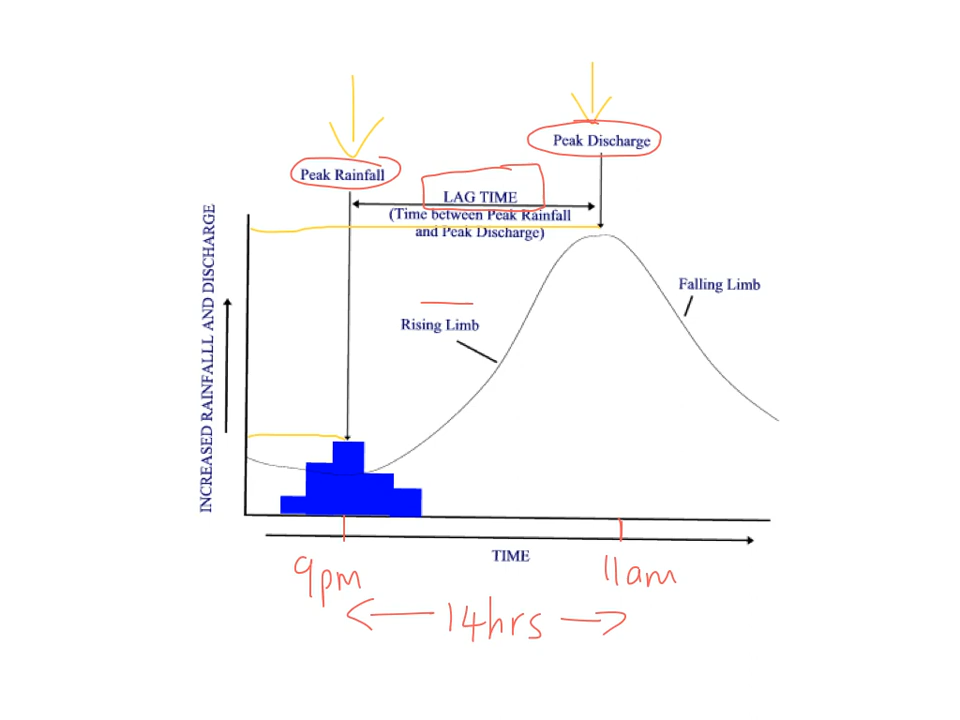 Peak Discharge
Peak Rainfall
LAG TIME
(Time between Peak Rainfall
and Peak Discharge)
INCREASED RAINFALLL AND DISCHARGE
Falling Limb
Rising Limb
TIME
9pm
11am
14hrs